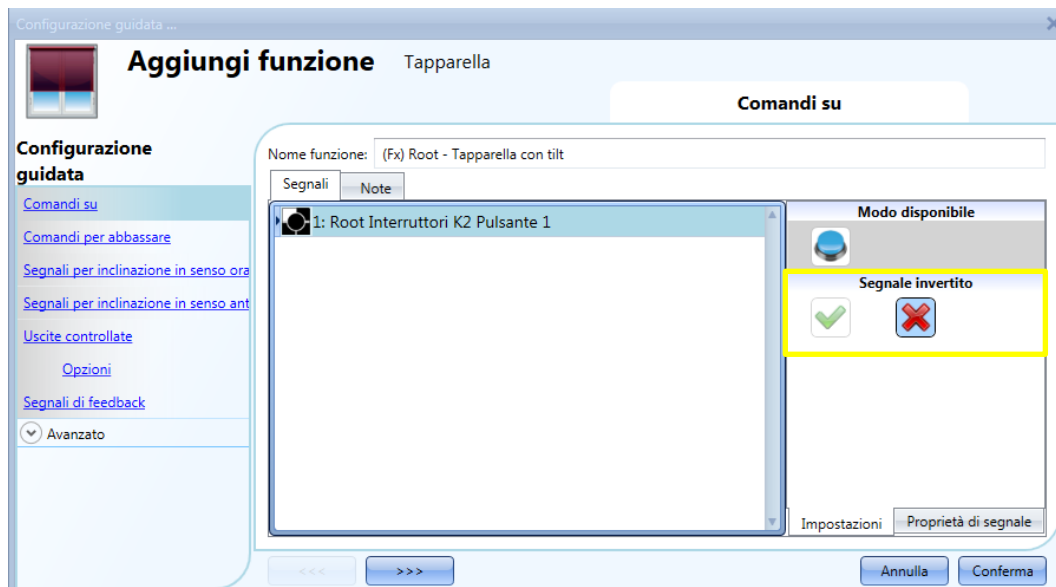 Configurazione guidata ...
Aggiungi funzione Tapparella
Comandi su
Configurazione
guidata
Comandi su
Comandi per abbassare
Segnali per inclinazione in senso ora
Segnali per inclinazione in senso ant
Uscite controllate
Opzioni
Segnali di feedback
Avanzato
Nome funzione: (Fx) Root - Tapparella con tilt
Segnali Note
1: Root Interruttori K2 Pulsante 1
Modo disponibile
Segnale invertito
Impostazioni Proprietà di segnale
<<< >>> Annulla Conferma